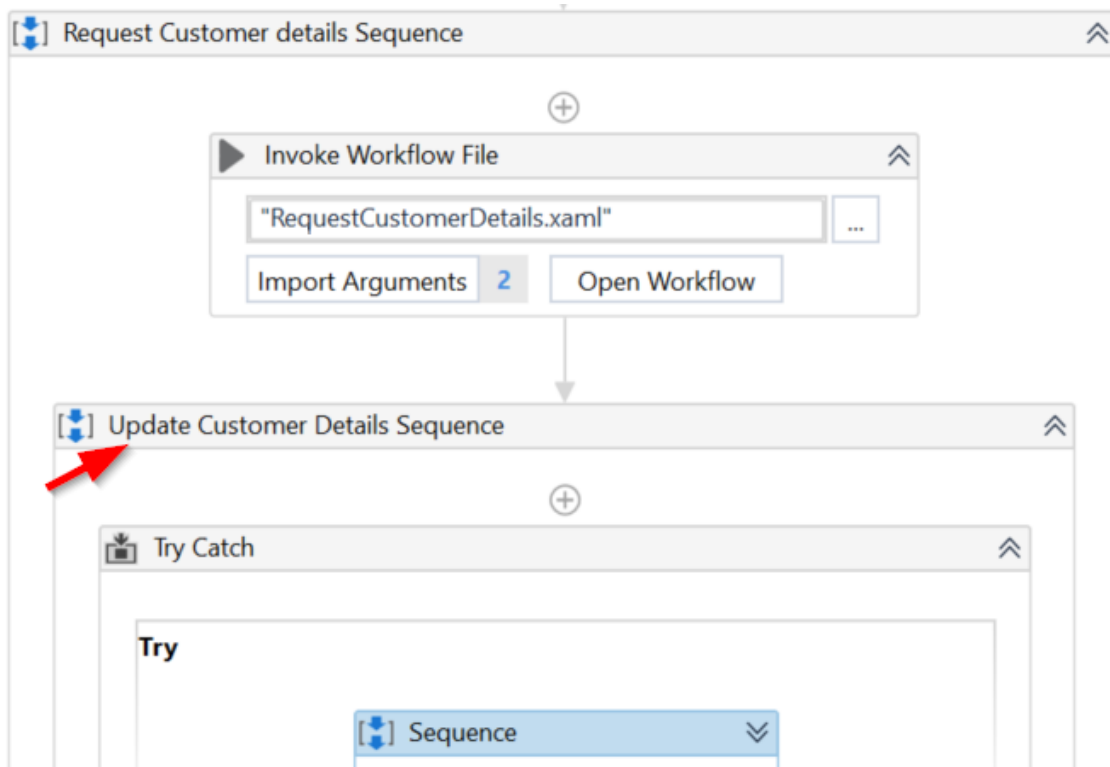 Request Customer details Sequence
Invoke Workflow File
"RequestCustomerDetails.xaml"
...
Import Arguments 2 Open Workflow
Update Customer Details Sequence
Try Catch
Try
Sequence